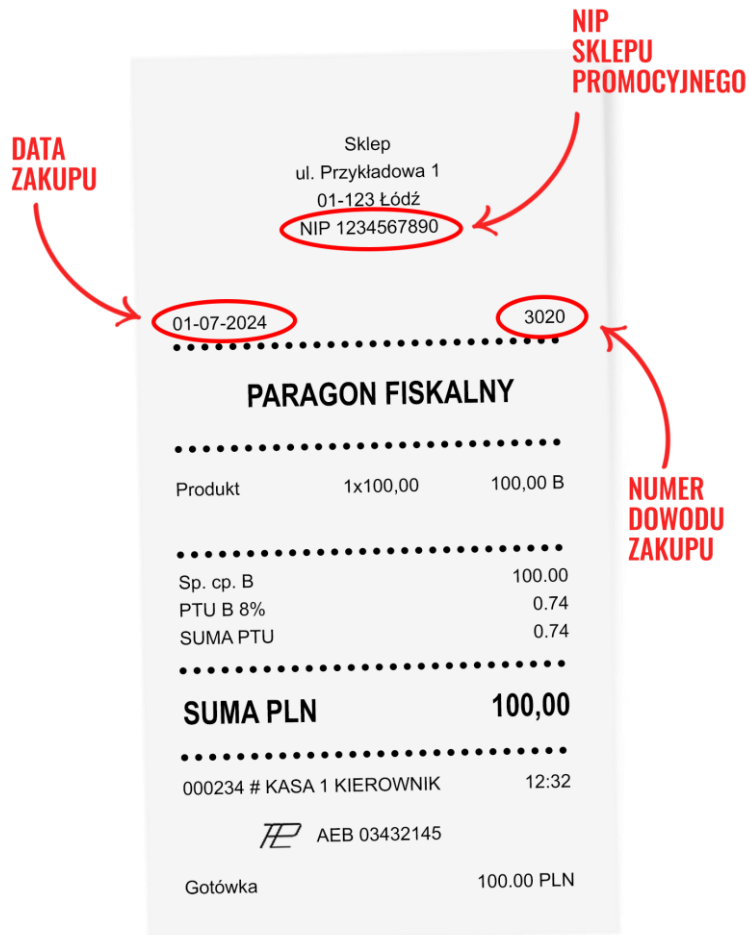 NIP
SKLEPU
PROMOCYJNEGO
DATA
ZAKUPU
Sklep
ul. Przykładowa 1
01-123 Łódź
NIP 1234567890
01-07-2024 3020
PARAGON FISKALNY
Produkt 1x100,00 100,00 B
NUMER
DOWODU
ZAKUPU
Sp. cp. B 100.00
PTU B 8% 0.74
SUMA PTU 0.74
SUMA PLN 100,00
000234 # KASA 1 KIEROWNIK 12:32
AEB 03432145
Gotówka 100.00 PLN